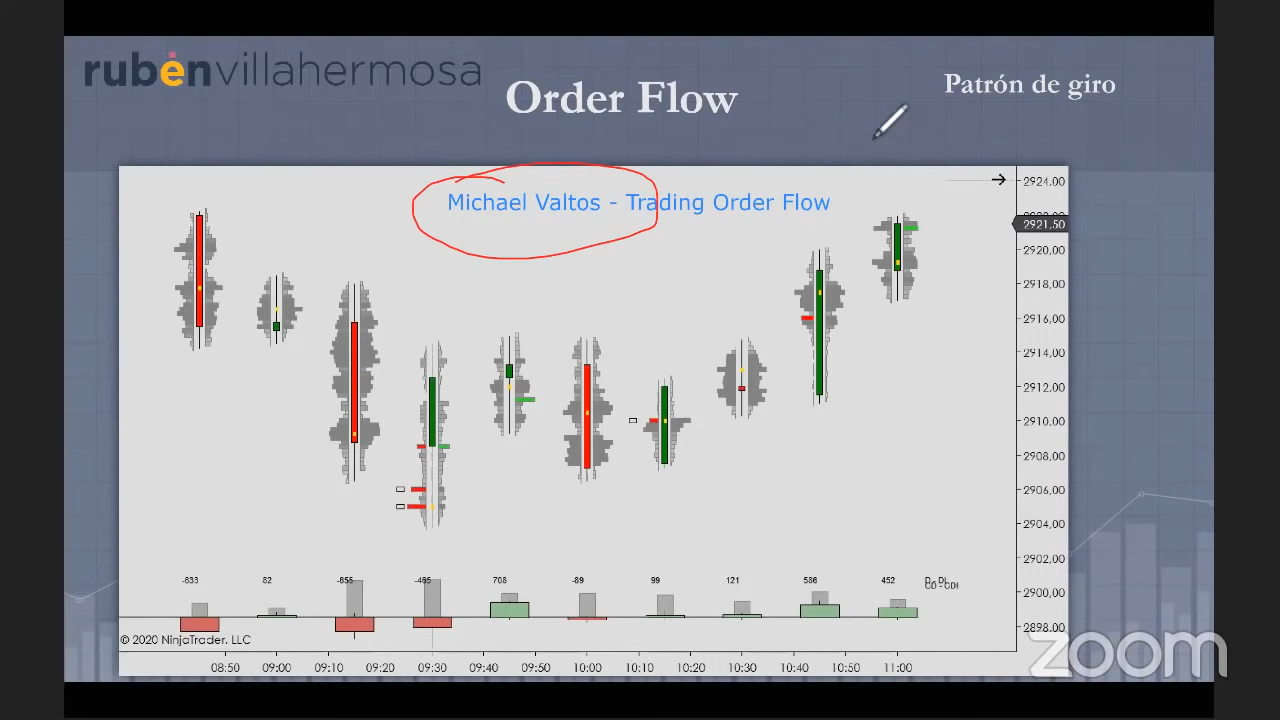 rubenvillahermosa
Order Flow
Patrón de giro
Michael Valtos - Trading Order Flow
2924,00
2921,50
2920,00
2918,00
2916,00
2914,00
2912,00
2910,00
2908,00
2906,00
2904,00
2902,00
2900,00
2898,00
-833 82 -855 -485 708 -89 99 121 586 452
© 2020 NinjaTrader, LLC
08:50 09:00 09:10 09:20 09:30 09:40 09:50 10:00 10:10 10:20 10:30 10:40 10:50 11:00
zoom